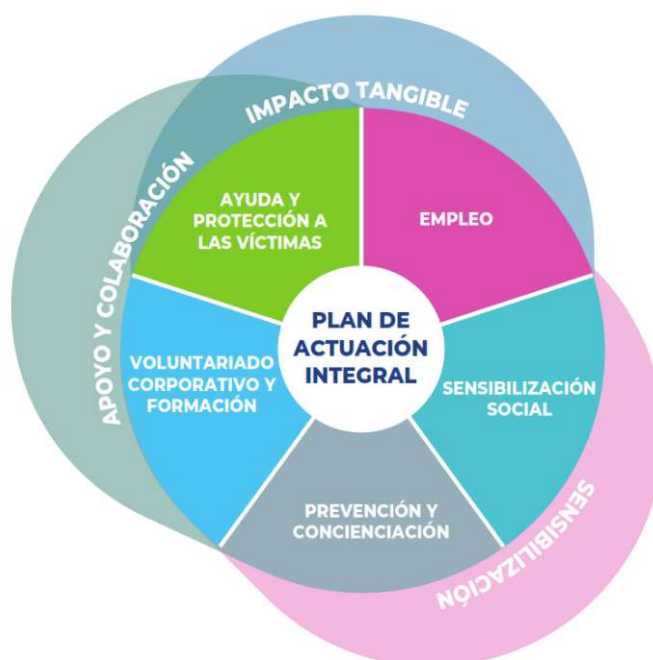 IMPACTO TANGIBLE
APOYO Y COLABORACIÓN
AYUDA Y
PROTECCIÓN A
LAS VÍCTIMAS
EMPLEO
PLAN DE
ACTUACIÓN
INTEGRAL
VOLUNTARIADO
CORPORATIVO Y
FORMACIÓN
SENSIBILIZACIÓN
SOCIAL
PREVENCIÓN Y
CONCIENCIACIÓN
SENSIBILIZACIÓN